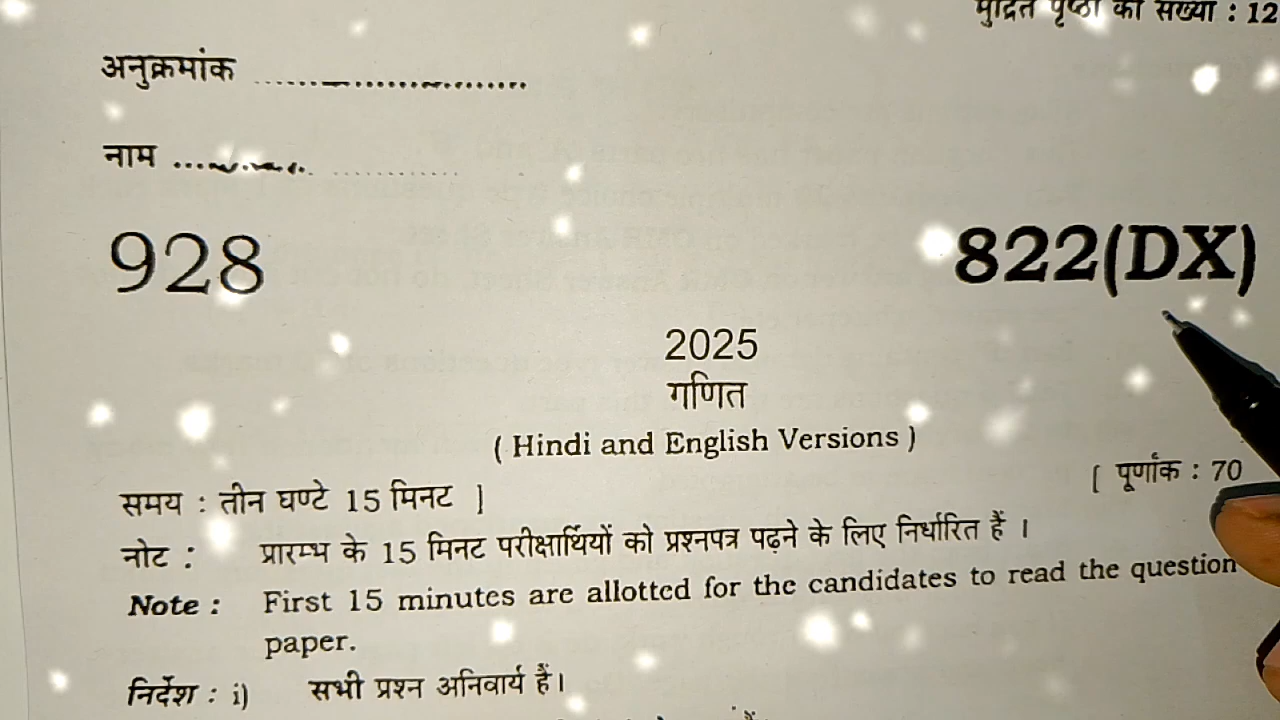 मुद्रित पृष्ठों की संख्या : 12
अनुक्रमांक ..............................
नाम ..............................
928
822(DX)
2025
गणित
( Hindi and English Versions )
समय : तीन घण्टे 15 मिनट ]
[ पूर्णांक : 70
नोट : प्रारम्भ के 15 मिनट परीक्षार्थियों को प्रश्नपत्र पढ़ने के लिए निर्धारित हैं ।
Note : First 15 minutes are allotted for the candidates to read the question
paper.
निर्देश : i) सभी प्रश्न अनिवार्य हैं।